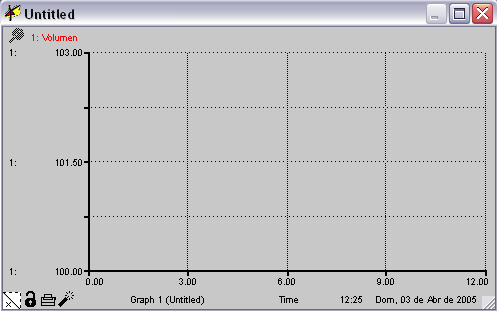 Untitled
1: Volumen
1: 103.00
1: 101.50
1: 100.00
0.00 3.00 6.00 9.00 12.00
Graph 1 (Untitled) Time 12:25 Dom, 03 de Abr de 2005